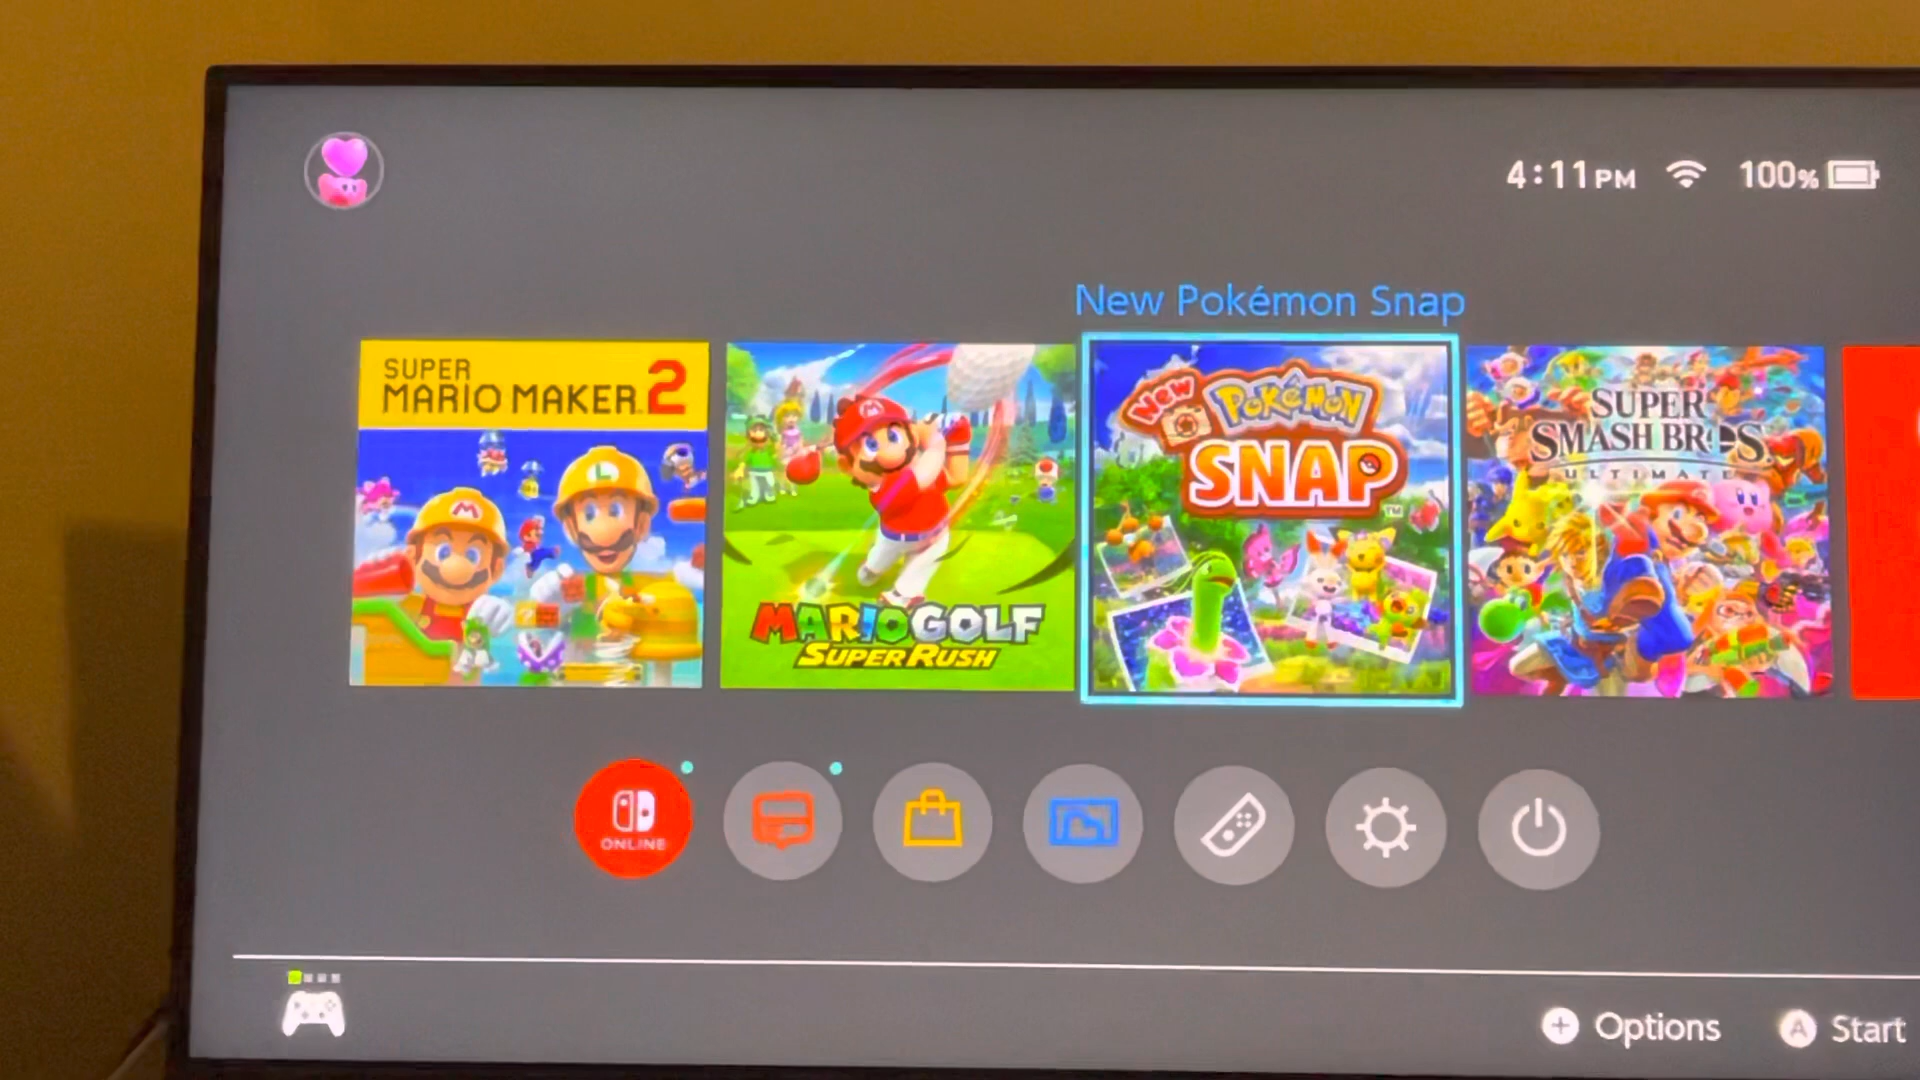 4:11PM 100%
New Pokémon Snap
SUPER
MARIO MAKER 2
MARIO GOLF
SUPER RUSH
New
POKÉMON
SNAP
TM
SUPER
SMASH BROS.
ULTIMATE
ONLINE
+ Options
A Start